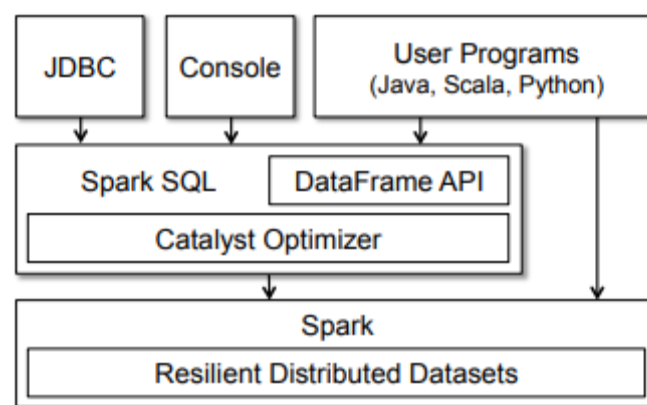 JDBC
Console
User Programs
(Java, Scala, Python)
Spark SQL
DataFrame API
Catalyst Optimizer
Spark
Resilient Distributed Datasets